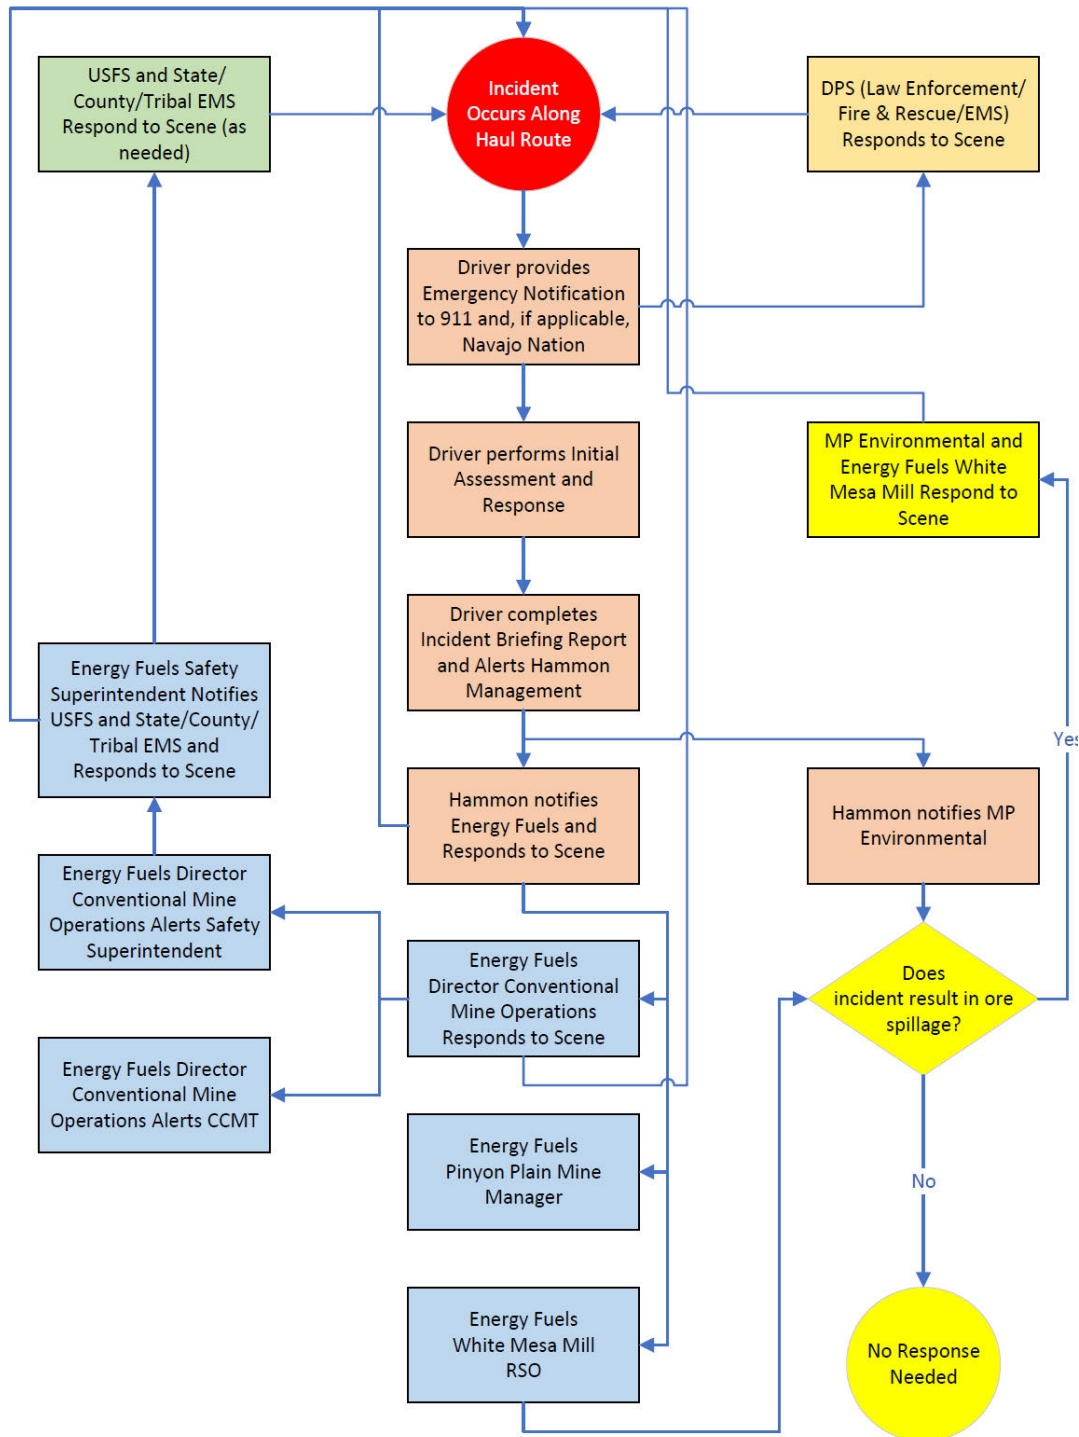 USFS and State/
County/Tribal EMS
Respond to Scene (as
needed)
Incident
Occurs Along
Haul Route
DPS (Law Enforcement/
Fire & Rescue/EMS)
Responds to Scene
Driver provides
Emergency Notification
to 911 and, if applicable,
Navajo Nation
Driver performs Initial
Assessment and
Response
MP Environmental and
Energy Fuels White
Mesa Mill Respond to
Scene
Driver completes
Incident Briefing Report
and Alerts Hammon
Management
Energy Fuels Safety
Superintendent Notifies
USFS and State/County/
Tribal EMS and
Responds to Scene
Yes
Hammon notifies
Energy Fuels and
Responds to Scene
Hammon notifies MP
Environmental
Energy Fuels Director
Conventional Mine
Operations Alerts Safety
Superintendent
Energy Fuels
Director Conventional
Mine Operations
Responds to Scene
Does
incident result in ore
spillage?
Energy Fuels Director
Conventional Mine
Operations Alerts CCMT
Energy Fuels
Pinyon Plain Mine
Manager
No
Energy Fuels
White Mesa Mill
RSO
No Response
Needed